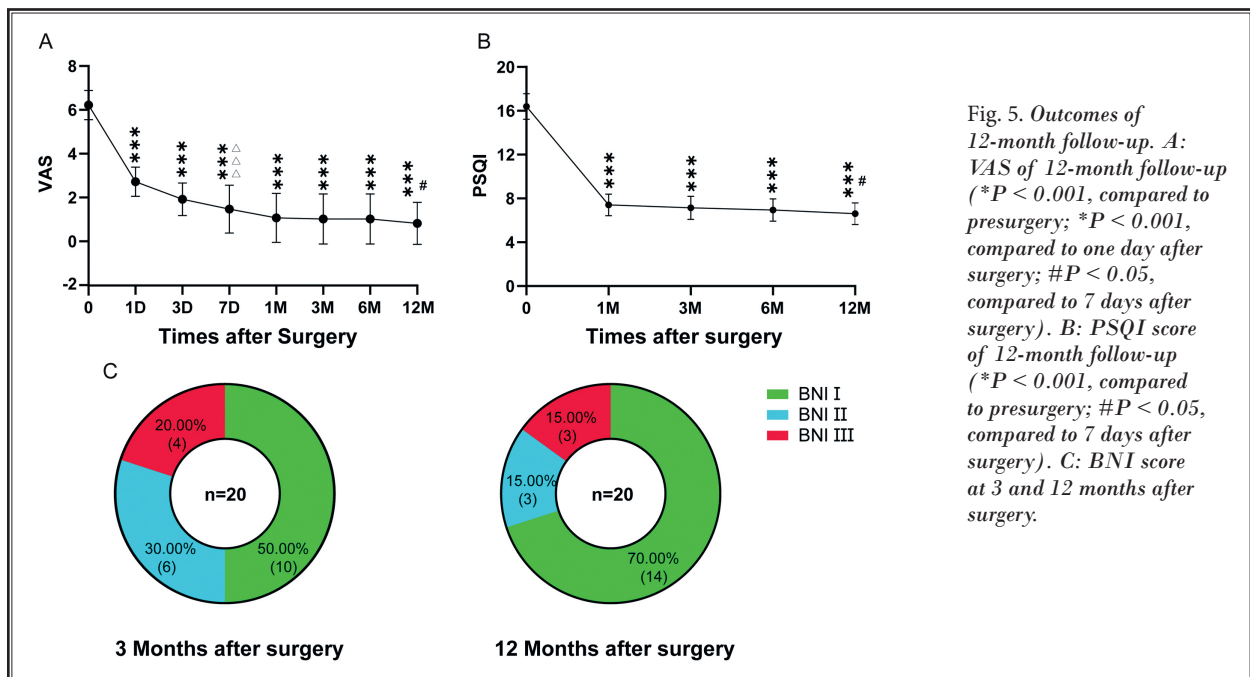 A
VAS
6
4
2
0
-2
***
***
***
△△△
***
***
***
***
#
0 1D 3D 7D 1M 3M 6M 12M
Times after Surgery
B
PSQI
20
16
12
8
4
0
***
***
***
***
#
0 1M 3M 6M 12M
Times after surgery
C
20.00%
(4)
30.00%
(6)
50.00%
(10)
n=20
3 Months after surgery
15.00%
(3)
15.00%
(3)
70.00%
(14)
n=20
12 Months after surgery
BNI I
BNI II
BNI III
Fig. 5. Outcomes of
12-month follow-up. A:
VAS of 12-month follow-up
(*P < 0.001, compared to
presurgery; *P < 0.001,
compared to one day after
surgery; #P < 0.05,
compared to 7 days after
surgery). B: PSQI score
of 12-month follow-up
(*P < 0.001, compared
to presurgery; #P < 0.05,
compared to 7 days after
surgery). C: BNI score
at 3 and 12 months after
surgery.